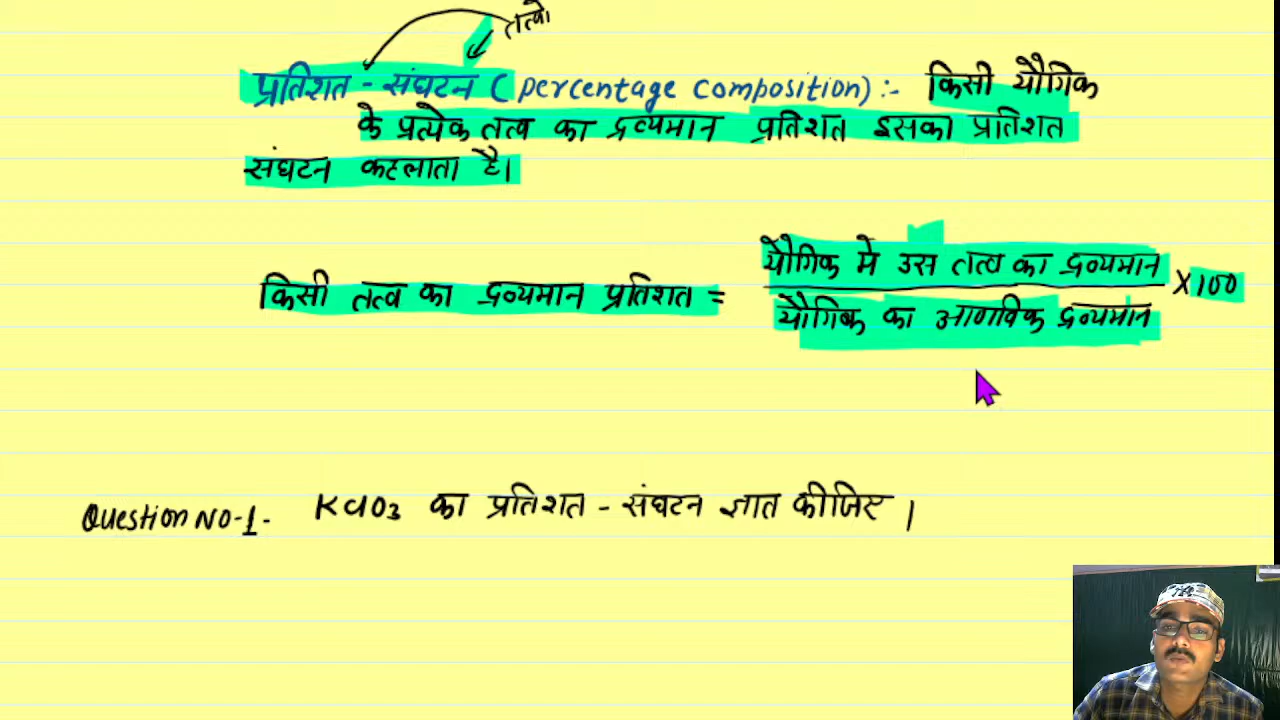 तत्वो
प्रतिशत - संघटन ( percentage composition) :- किसी यौगिक
के प्रत्येक तत्व का द्रव्यमान प्रतिशत इसका प्रतिशत
संघटन कहलाता है।
यौगिक मे उस तत्व का द्रव्यमान
किसी तत्व का द्रव्यमान प्रतिशत = × 100
यौगिक का आणविक द्रव्यमान
Question NO-1- KClO3 का प्रतिशत - संघटन ज्ञात कीजिए ।